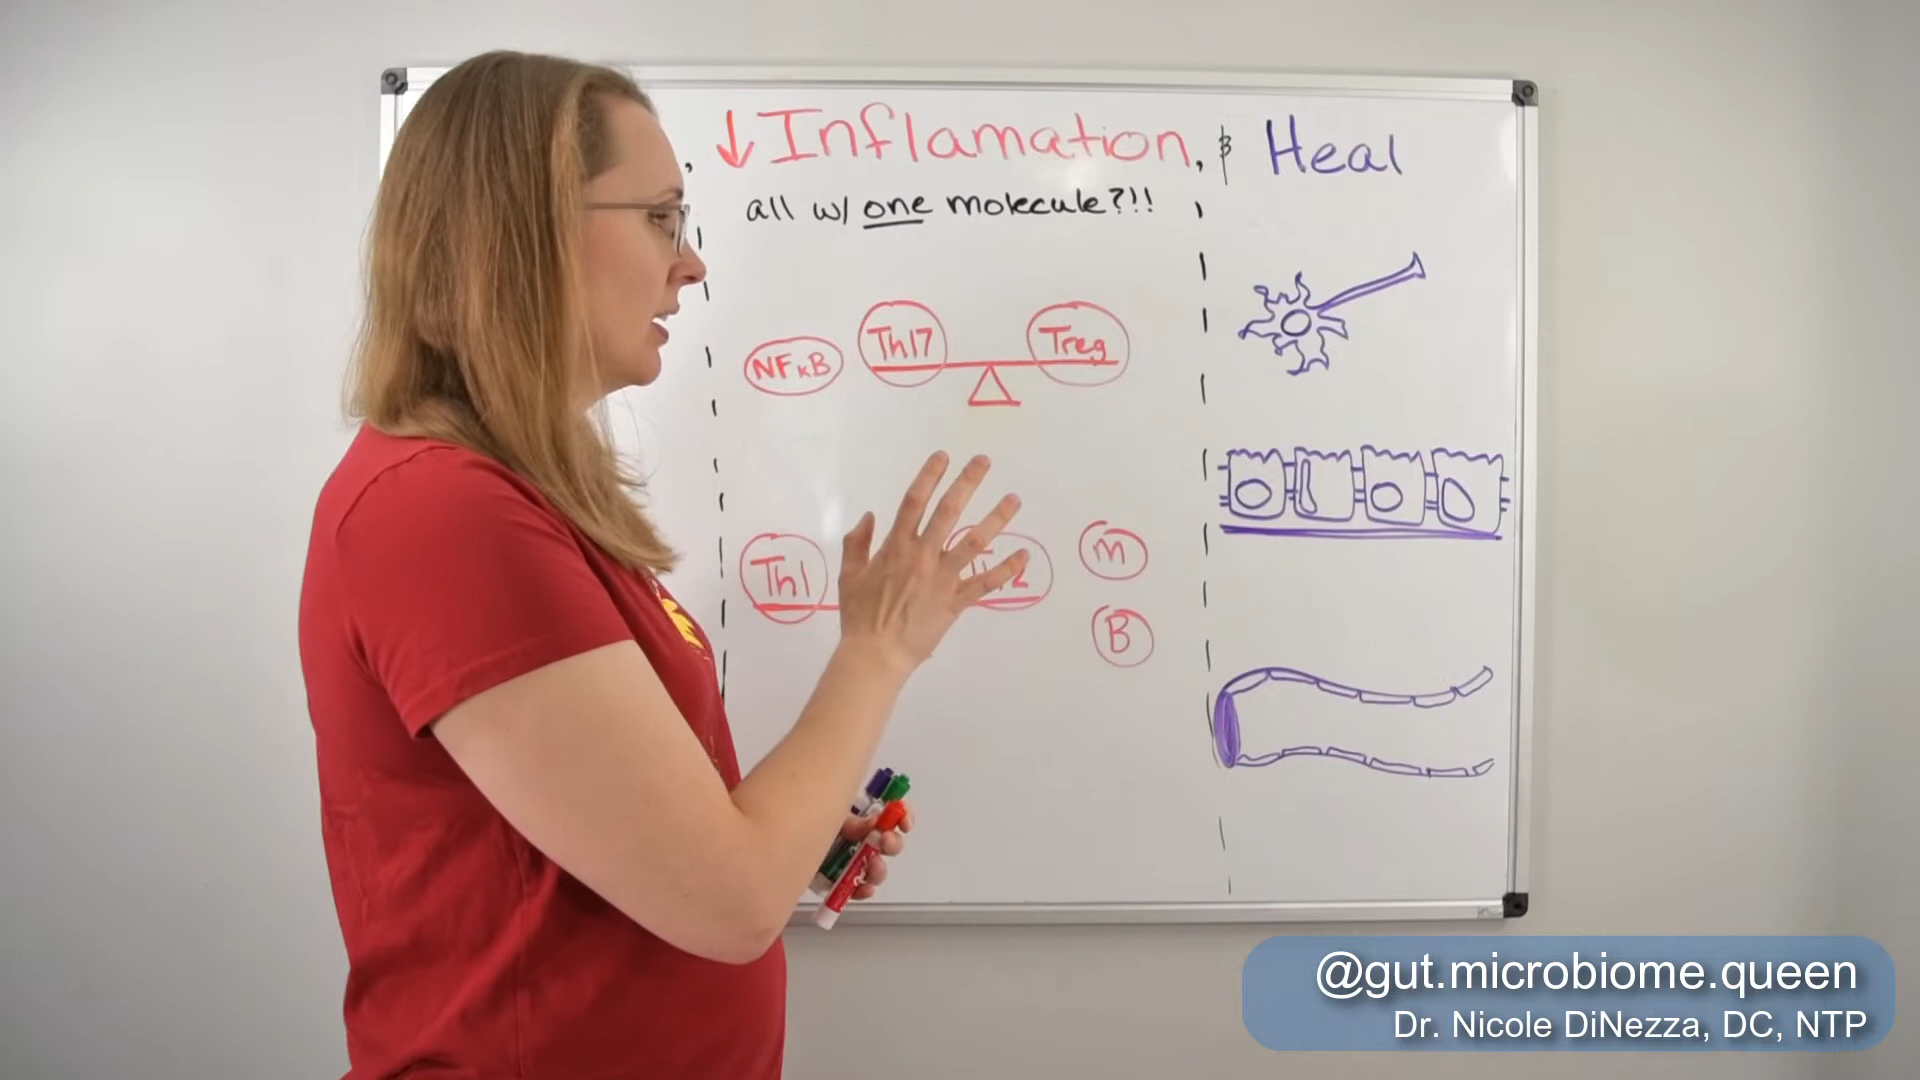 , ↓ Inflamation, & Heal
all w/ one molecule?!!
NFκB Th17 Treg
Th1
M
B
@gut.microbiome.queen
Dr. Nicole DiNezza, DC, NTP